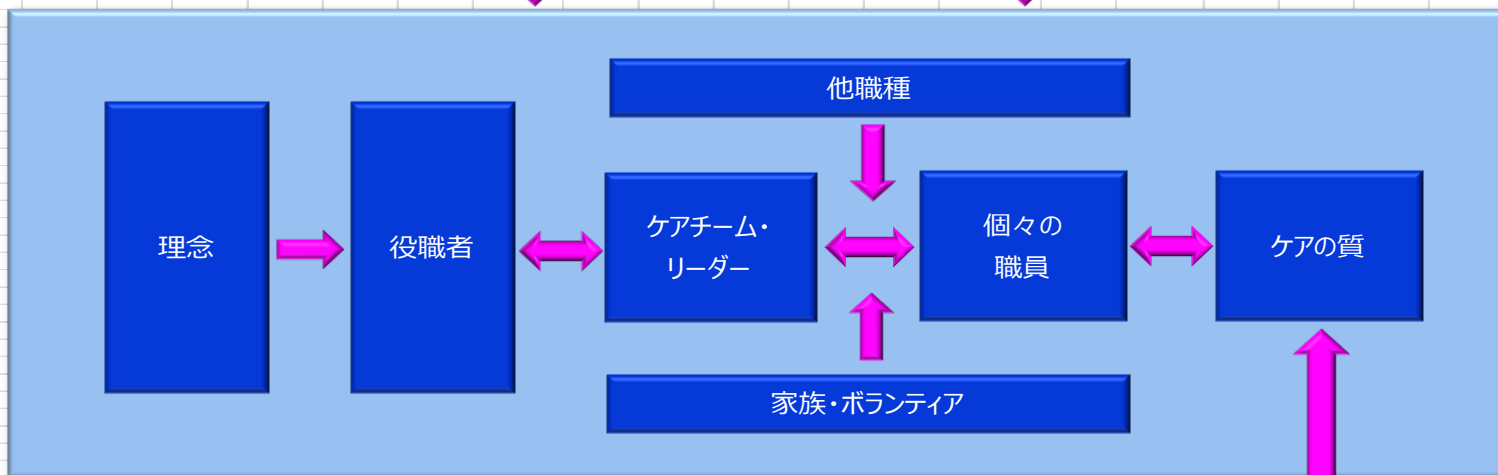 他職種
理念
役職者
ケアチーム・
リーダー
個々の
職員
ケアの質
家族・ボランティア